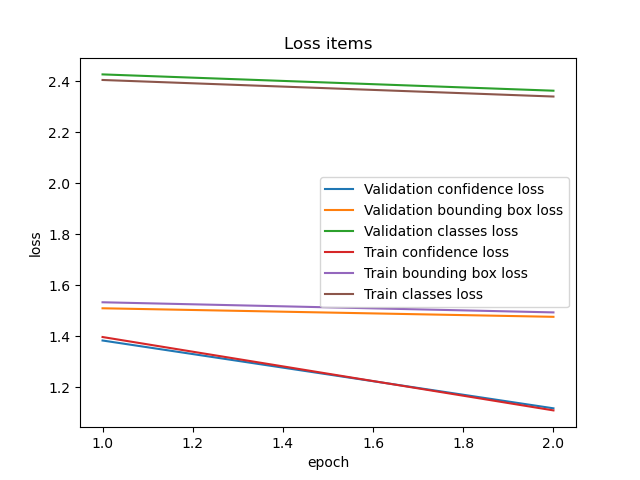 Loss items
2.4
2.2
2.0
1.8
1.6
1.4
1.2
loss
Validation confidence loss
Validation bounding box loss
Validation classes loss
Train confidence loss
Train bounding box loss
Train classes loss
1.0 1.2 1.4 1.6 1.8 2.0
epoch